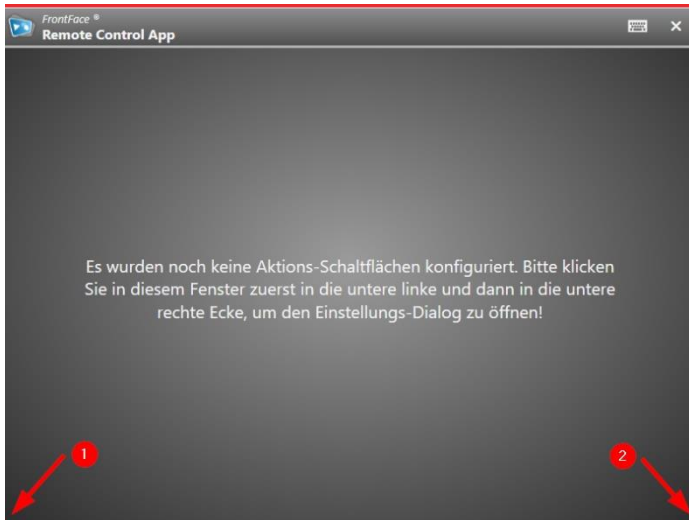 FrontFace ®
Remote Control App
Es wurden noch keine Aktions-Schaltflächen konfiguriert. Bitte klicken
Sie in diesem Fenster zuerst in die untere linke und dann in die untere
rechte Ecke, um den Einstellungs-Dialog zu öffnen!
1
2